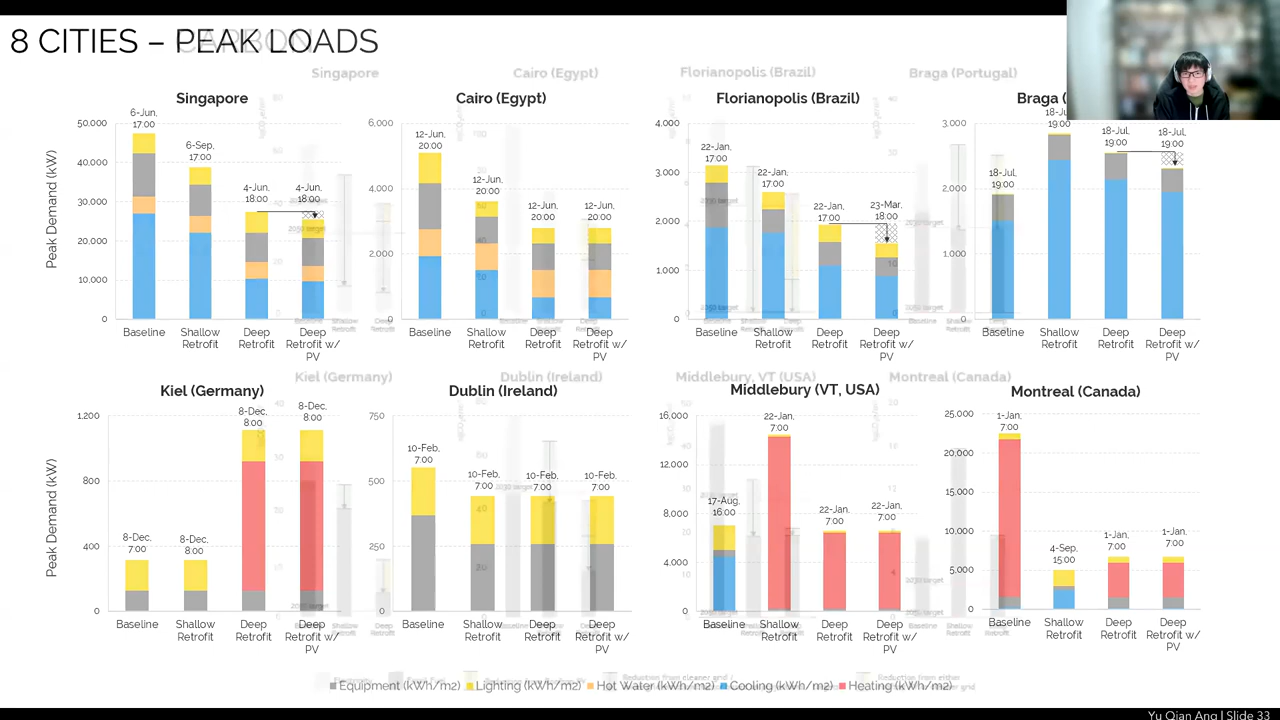 8 CITIES – PEAK LOADS
CARBON
Singapore
Cairo (Egypt)
Florianopolis (Brazil)
Braga (Portugal)
Singapore
Cairo (Egypt)
Florianopolis (Brazil)
Braga (
Peak Demand (kW)
50,000
40,000
30,000
20,000
10,000
0
6-Jun,
17:00
6-Sep,
17:00
4-Jun,
18:00
4-Jun,
18:00
Baseline
Shallow
Retrofit
Deep
Retrofit
Deep
Retrofit w/
PV
6,000
4,000
2,000
0
12-Jun,
20:00
12-Jun,
20:00
12-Jun,
20:00
12-Jun,
20:00
Baseline
Shallow
Retrofit
Deep
Retrofit
Deep
Retrofit w/
PV
4,000
3,000
2,000
1,000
0
22-Jan,
17:00
22-Jan,
17:00
22-Jan,
17:00
23-Mar,
18:00
Baseline
Shallow
Retrofit
Deep
Retrofit
Deep
Retrofit w/
PV
3,000
2,000
1,000
0
18-Jul,
19:00
18-Jul,
19:00
18-Jul,
19:00
18-Jul,
19:00
Baseline
Shallow
Retrofit
Deep
Retrofit
Deep
Retrofit w/
PV
Kiel (Germany)
Dublin (Ireland)
Middlebury, VT (USA)
Montreal (Canada)
Kiel (Germany)
Dublin (Ireland)
Middlebury (VT, USA)
Montreal (Canada)
Peak Demand (kW)
1,200
800
400
0
8-Dec,
7:00
8-Dec,
8:00
8-Dec,
8:00
8-Dec,
8:00
Baseline
Shallow
Retrofit
Deep
Retrofit
Deep
Retrofit w/
PV
750
500
250
0
10-Feb,
7:00
10-Feb,
7:00
10-Feb,
7:00
10-Feb,
7:00
Baseline
Shallow
Retrofit
Deep
Retrofit
Deep
Retrofit w/
PV
16,000
12,000
8,000
4,000
0
17-Aug,
16:00
22-Jan,
7:00
22-Jan,
7:00
22-Jan,
7:00
Baseline
Shallow
Retrofit
Deep
Retrofit
Deep
Retrofit w/
PV
25,000
20,000
15,000
10,000
5,000
0
1-Jan,
7:00
4-Sep,
15:00
1-Jan,
7:00
1-Jan,
7:00
Baseline
Shallow
Retrofit
Deep
Retrofit
Deep
Retrofit w/
PV
Equipment (kWh/m2) Lighting (kWh/m2) Hot Water (kWh/m2) Cooling (kWh/m2) Heating (kWh/m2)
Yu Qian Ang | Slide 33